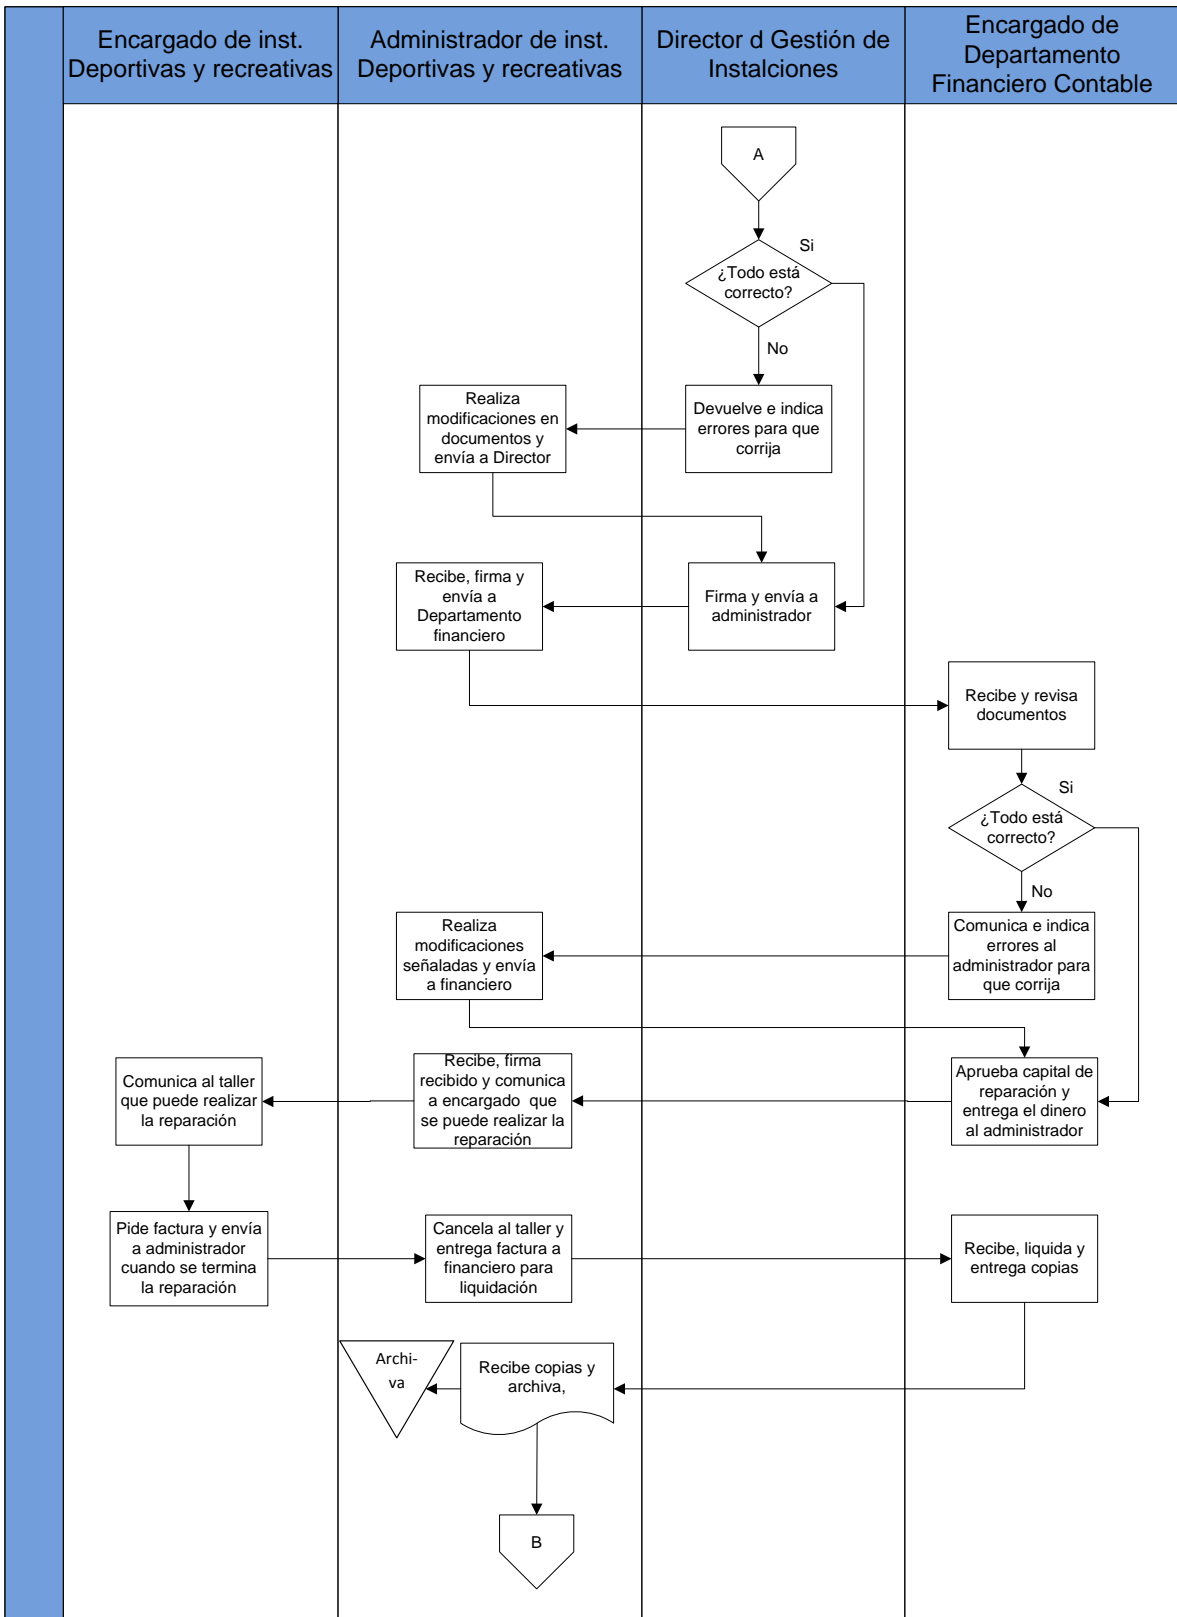 Encargado de inst.
Deportivas y recreativas
Administrador de inst.
Deportivas y recreativas
Director d Gestión de
Instalciones
Encargado de
Departamento
Financiero Contable
A
Si
¿Todo está
correcto?
No
Realiza
modificaciones en
documentos y
envía a Director
Devuelve e indica
errores para que
corrija
Recibe, firma y
envía a
Departamento
financiero
Firma y envía a
administrador
Recibe y revisa
documentos
Si
¿Todo está
correcto?
No
Realiza
modificaciones
señaladas y envía
a financiero
Comunica e indica
errores al
administrador para
que corrija
Comunica al taller
que puede realizar
la reparación
Recibe, firma
recibido y comunica
a encargado que
se puede realizar la
reparación
Aprueba capital de
reparación y
entrega el dinero
al administrador
Pide factura y envía
a administrador
cuando se termina
la reparación
Cancela al taller y
entrega factura a
financiero para
liquidación
Recibe, liquida y
entrega copias
Archi-
va
Recibe copias y
archiva,
B